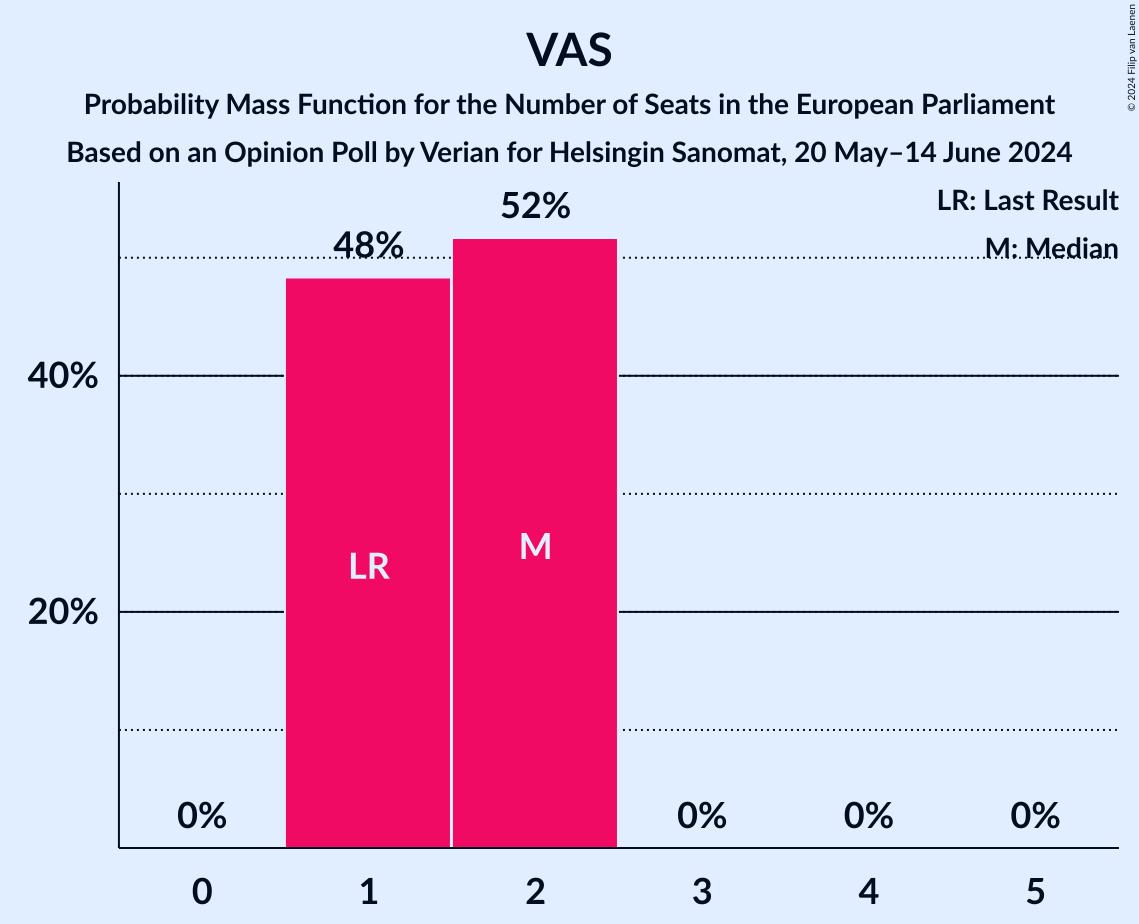 VAS
Probability Mass Function for the Number of Seats in the European Parliament
Based on an Opinion Poll by Verian for Helsingin Sanomat, 20 May–14 June 2024
© 2024 Filip van Laenen
LR: Last Result
M: Median
52%
48%
40%
20%
LR
M
0%
0%
0%
0%
0
1
2
3
4
5